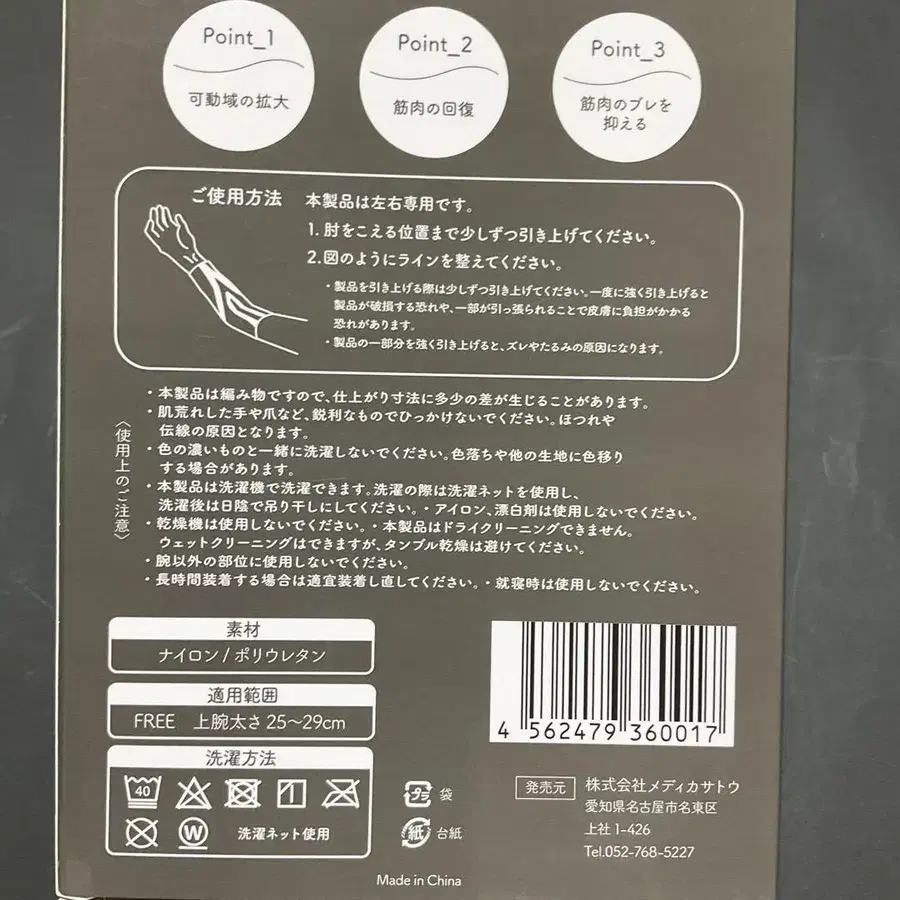 Point_1
可動域の拡大
Point_2
筋肉の回復
Point_3
筋肉のブレを
抑える
ご使用方法
本製品は左右専用です。
1. 肘をこえる位置まで少しずつ引き上げてください。
2. 図のようにラインを整えてください。
・製品を引き上げる際は少しずつ引き上げてください。一度に強く引き上げると
製品が破損する恐れや、一部が引っ張られることで皮膚に負担がかかる
恐れがあります。
・製品の一部分を強く引き上げると、ズレやたるみの原因になります。
〈使用上のご注意〉
・本製品は編み物ですので、仕上がり寸法に多少の差が生じることがあります。
・肌荒れした手や爪など、鋭利なものでひっかけないでください。ほつれや
伝線の原因となります。
・色の濃いものと一緒に洗濯しないでください。色落ちや他の生地に色移り
する場合があります。
・本製品は洗濯機で洗濯できます。洗濯の際は洗濯ネットを使用し、
洗濯後は日陰で吊り干しにしてください。・アイロン、漂白剤は使用しないでください。
・乾燥機は使用しないでください。・本製品はドライクリーニングできません。
ウェットクリーニングはできますが、タンブル乾燥は避けてください。
・腕以外の部位に使用しないでください。
・長時間装着する場合は適宜装着し直してください。・就寝時は使用しないでください。
素材
ナイロン / ポリウレタン
適用範囲
FREE 上腕太さ 25〜29cm
洗濯方法
40
W
洗濯ネット使用
プラ 袋
紙 台紙
4 562479 360017
発売元
株式会社メディカサトウ
愛知県名古屋市名東区
上社 1-426
Tel.052-768-5227
Made in China